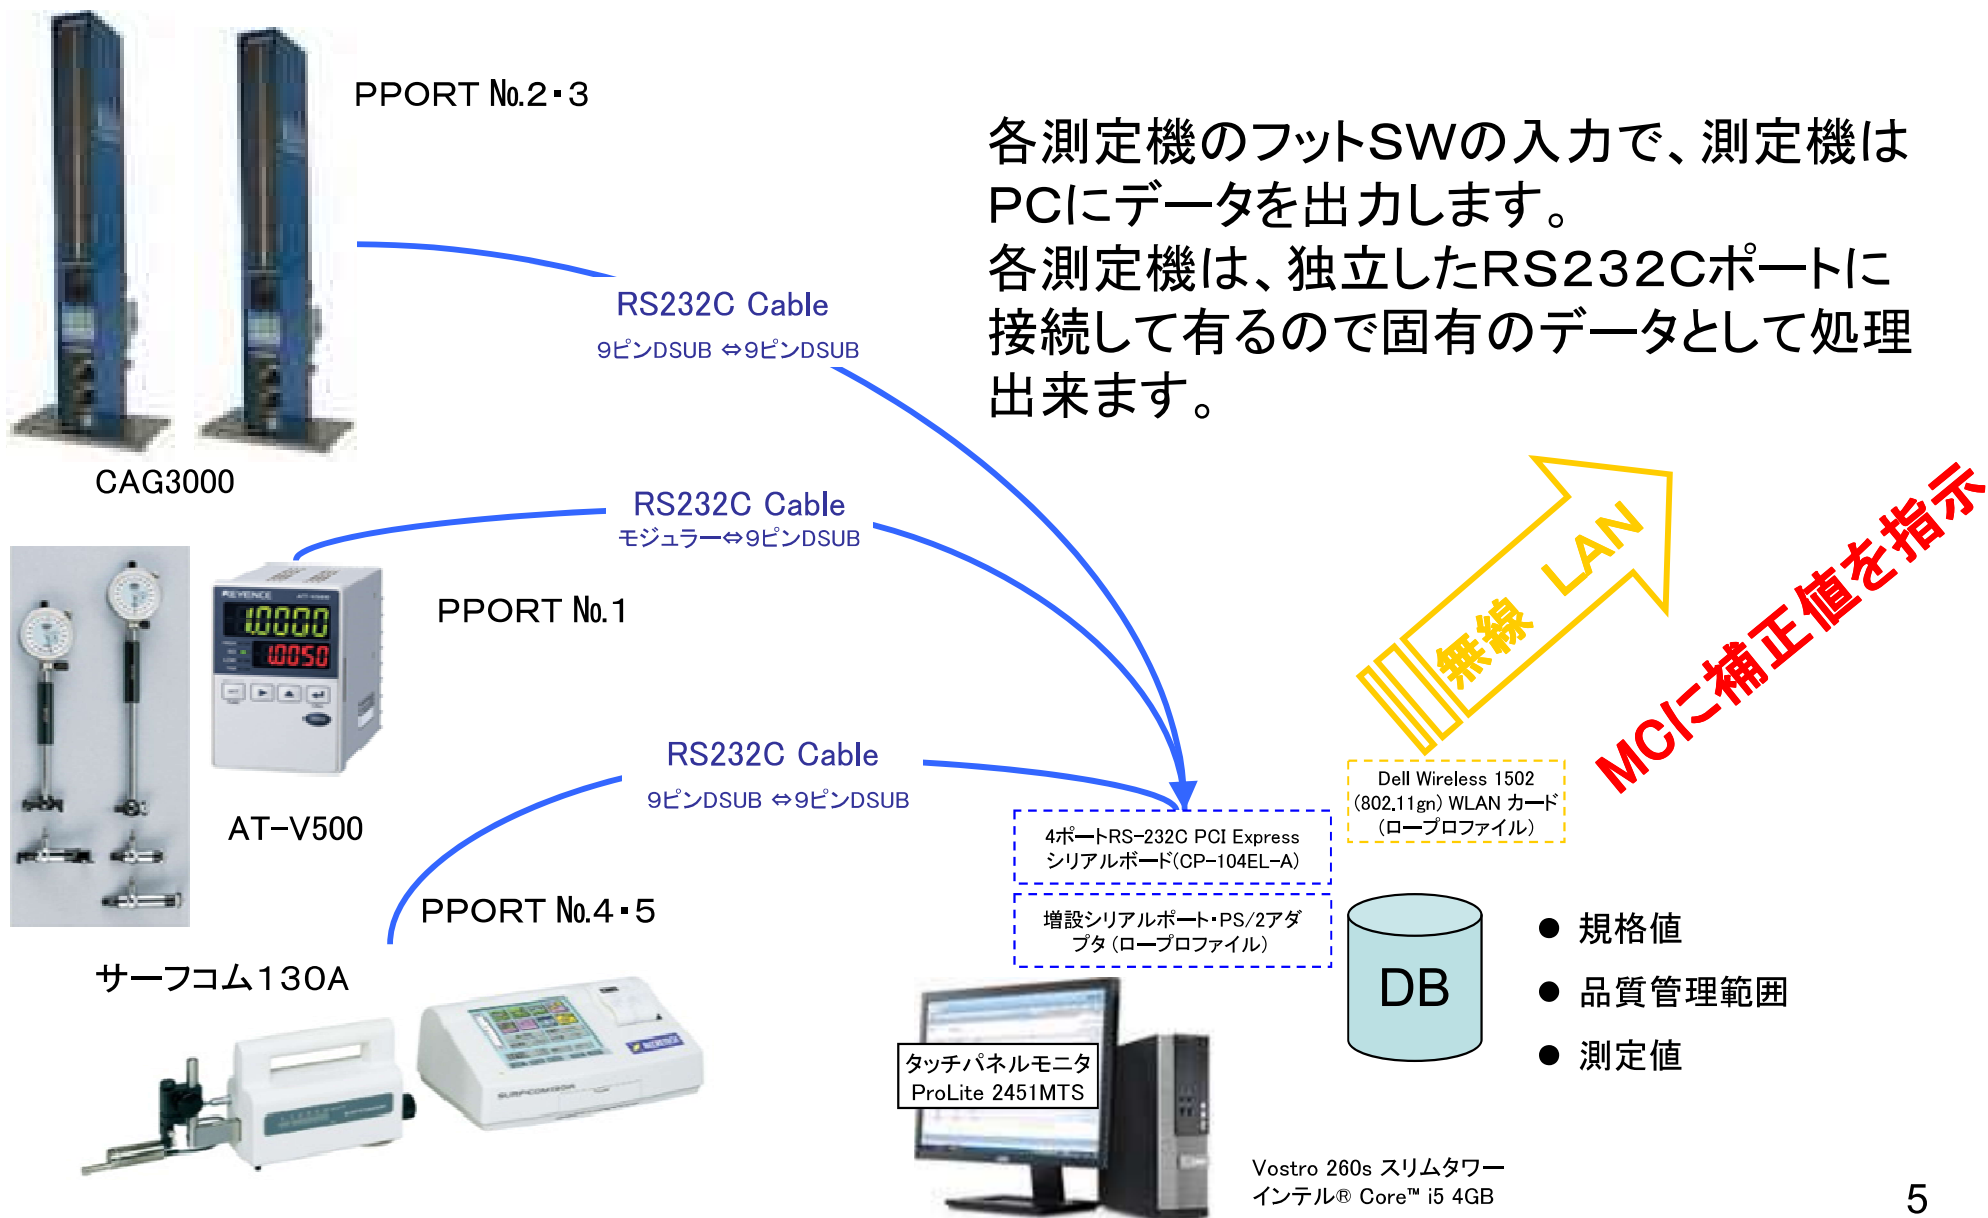 PPORT №.2・3
各測定機のフットSWの入力で、測定機は
PCにデータを出力します。
各測定機は、独立したRS232Cポートに
接続して有るので固有のデータとして処理
出来ます。
RS232C Cable
9ピンDSUB ⇔9ピンDSUB
CAG3000
RS232C Cable
モジュラー⇔9ピンDSUB
PPORT №.1
KEYENCE
1.0000
1.0050
AT-V500
無線 LAN
MCに補正値を指示
RS232C Cable
9ピンDSUB ⇔9ピンDSUB
PPORT №.4・5
サーフコム130A
Dell Wireless 1502
(802.11gn) WLAN カード
(ロープロファイル)
4ポートRS-232C PCI Express
シリアルボード(CP-104EL-A)
増設シリアルポート・PS/2アダ
プタ (ロープロファイル)
DB
● 規格値
● 品質管理範囲
● 測定値
タッチパネルモニタ
ProLite 2451MTS
Vostro 260s スリムタワー
インテル® Core™ i5 4GB
5